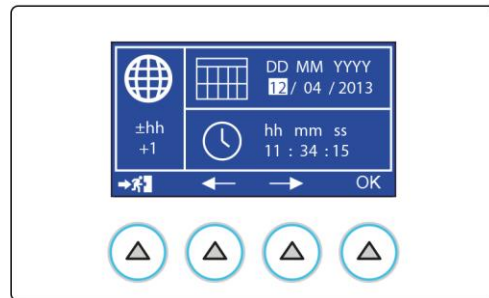 DD MM YYYY
12 / 04 / 2013
±hh
+1
hh mm ss
11 : 34 : 15
OK